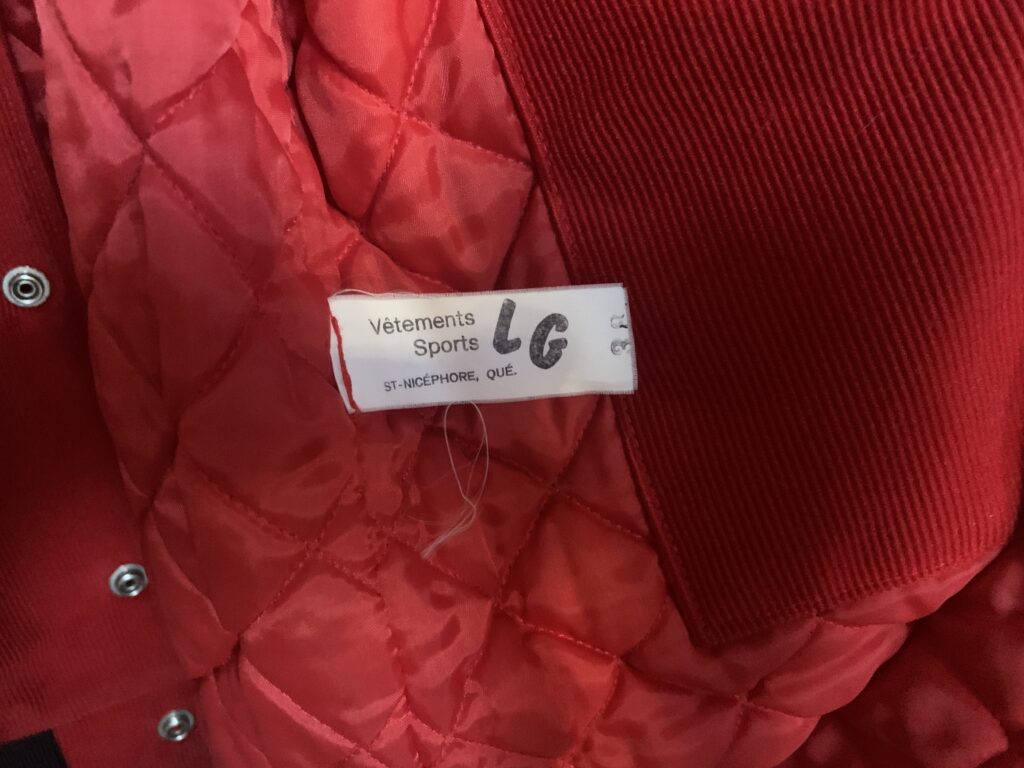 Vêtements
Sports LG
ST-NICÉPHORE, QUÉ.